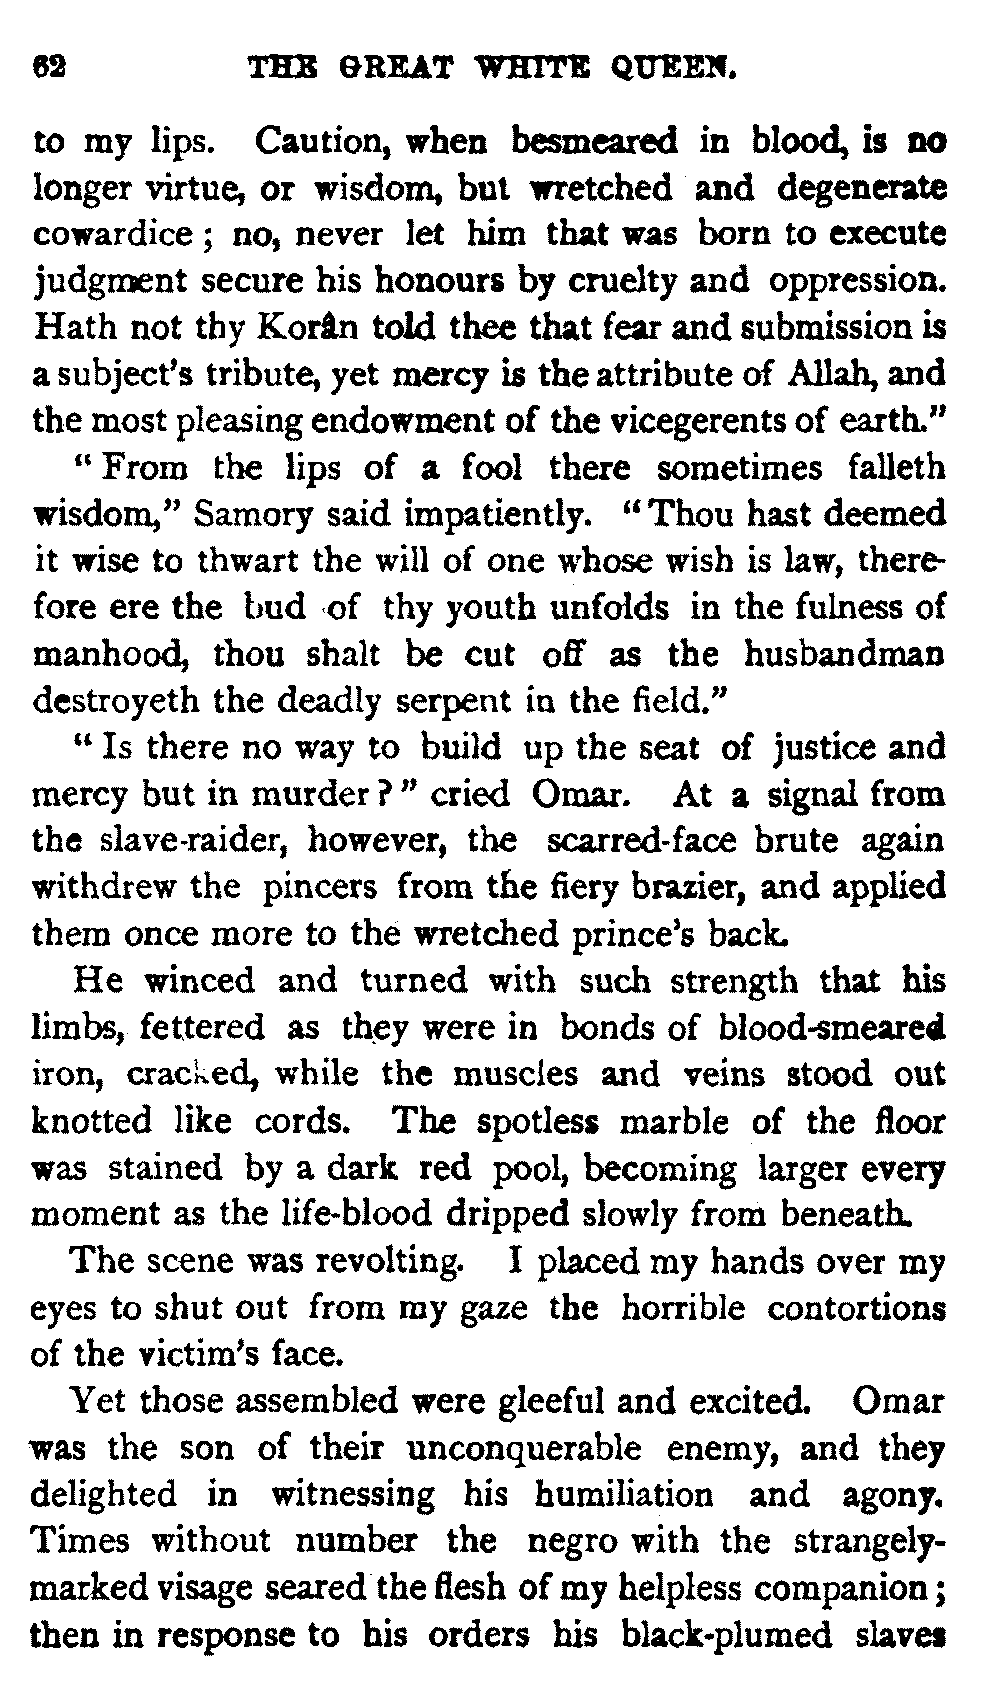 62 THE GREAT WHITE QUEEN.
to my lips. Caution, when besmeared in blood, is no
longer virtue, or wisdom, but wretched and degenerate
cowardice ; no, never let him that was born to execute
judgment secure his honours by cruelty and oppression.
Hath not thy Korân told thee that fear and submission is
a subject's tribute, yet mercy is the attribute of Allah, and
the most pleasing endowment of the vicegerents of earth."
" From the lips of a fool there sometimes falleth
wisdom," Samory said impatiently. " Thou hast deemed
it wise to thwart the will of one whose wish is law, there-
fore ere the bud of thy youth unfolds in the fulness of
manhood, thou shalt be cut off as the husbandman
destroyeth the deadly serpent in the field."
" Is there no way to build up the seat of justice and
mercy but in murder ? " cried Omar. At a signal from
the slave-raider, however, the scarred-face brute again
withdrew the pincers from the fiery brazier, and applied
them once more to the wretched prince's back.
He winced and turned with such strength that his
limbs, fettered as they were in bonds of blood-smeared
iron, cracked, while the muscles and veins stood out
knotted like cords. The spotless marble of the floor
was stained by a dark red pool, becoming larger every
moment as the life-blood dripped slowly from beneath.
The scene was revolting. I placed my hands over my
eyes to shut out from my gaze the horrible contortions
of the victim's face.
Yet those assembled were gleeful and excited. Omar
was the son of their unconquerable enemy, and they
delighted in witnessing his humiliation and agony.
Times without number the negro with the strangely-
marked visage seared the flesh of my helpless companion ;
then in response to his orders his black-plumed slaves